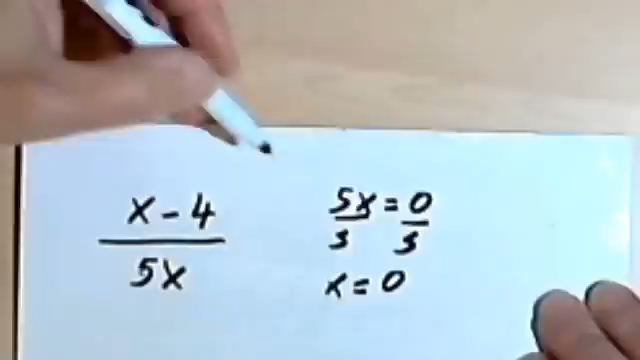 x - 4
5x
5x = 0
5 5
x = 0